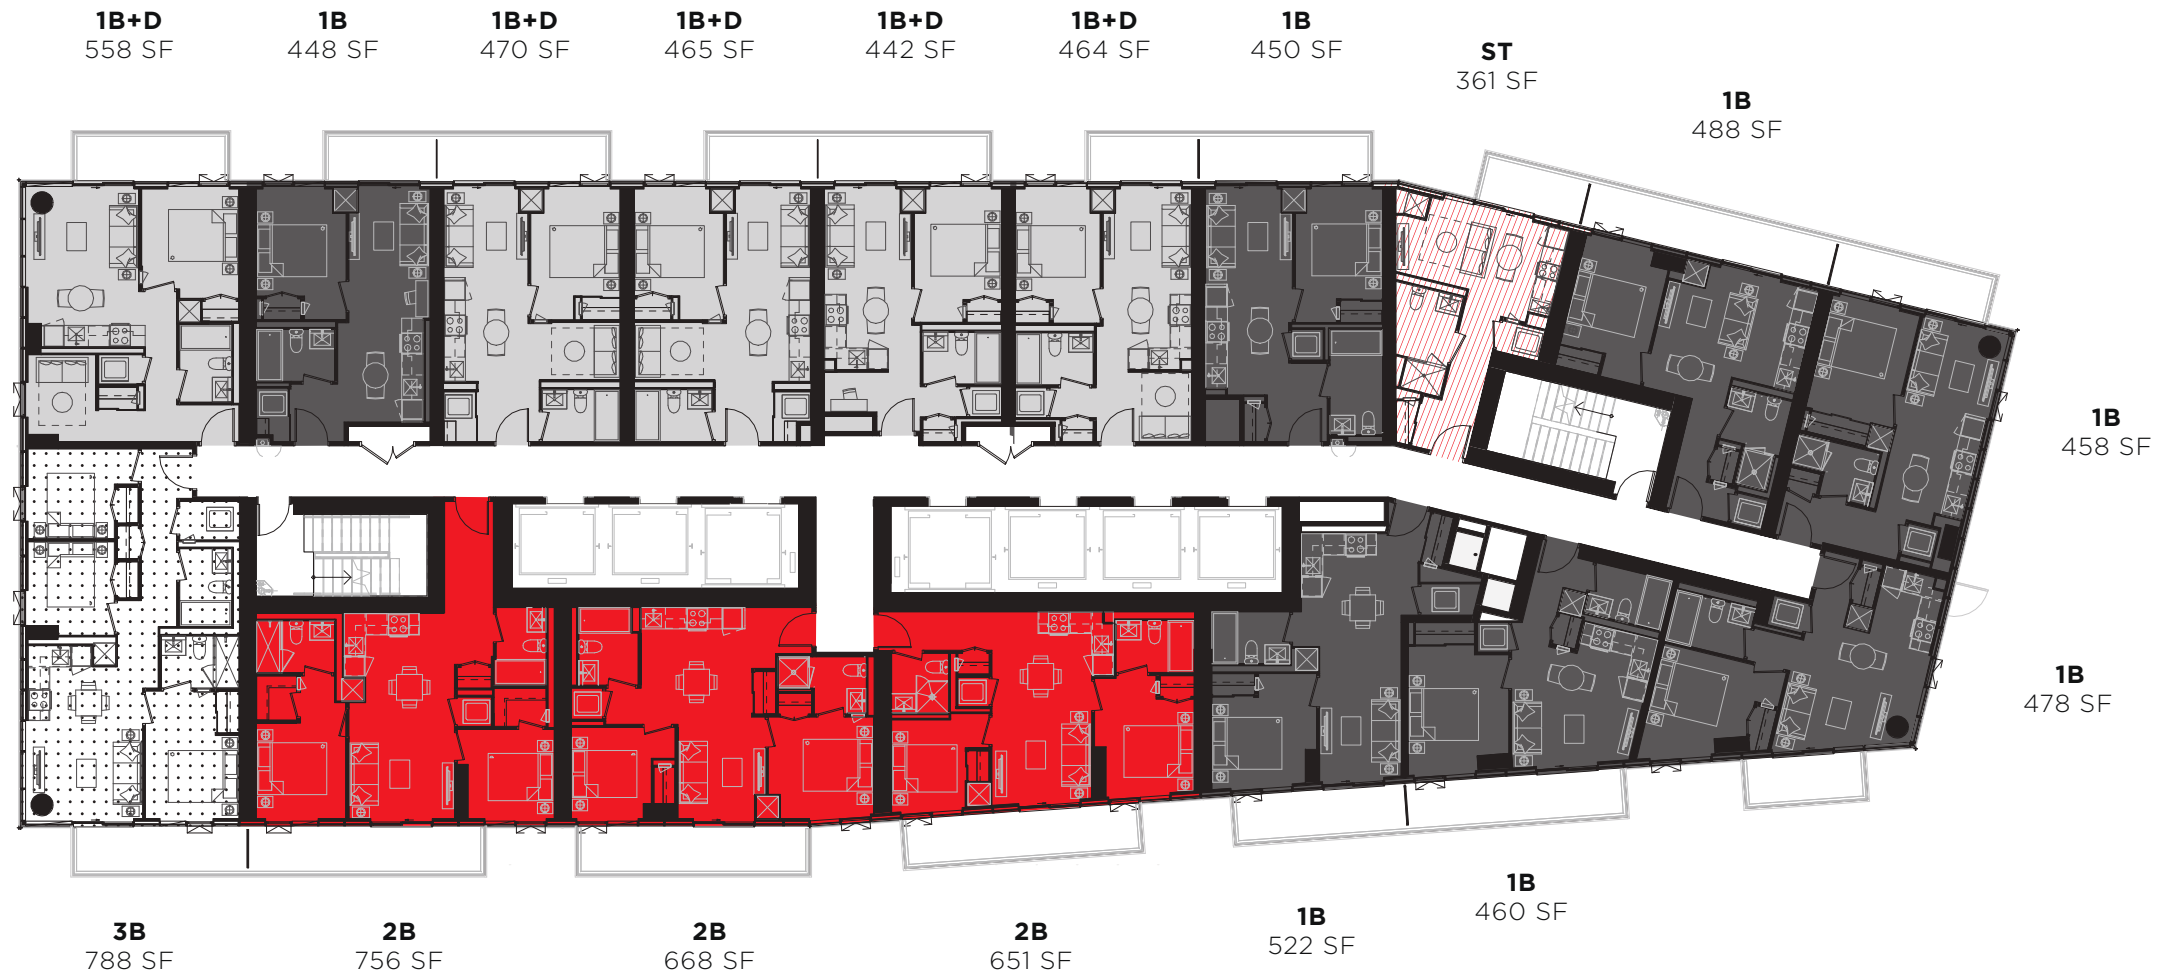 1B+D
558 SF
1B
448 SF
1B+D
470 SF
1B+D
465 SF
1B+D
442 SF
1B+D
464 SF
1B
450 SF
ST
361 SF
1B
488 SF
1B
458 SF
1B
478 SF
3B
788 SF
2B
756 SF
2B
668 SF
2B
651 SF
1B
522 SF
1B
460 SF